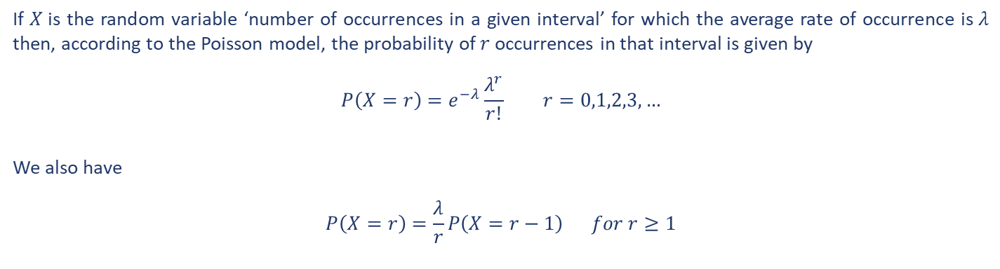 If X is the random variable ‘number of occurrences in a given interval’ for which the average rate of occurrence is λ
then, according to the Poisson model, the probability of r occurrences in that interval is given by
P(X = r) = e^{−λ} \frac{λ^r}{r!}    r = 0,1,2,3, …
We also have
P(X = r) = \frac{λ}{r} P(X = r − 1)    for r ≥ 1